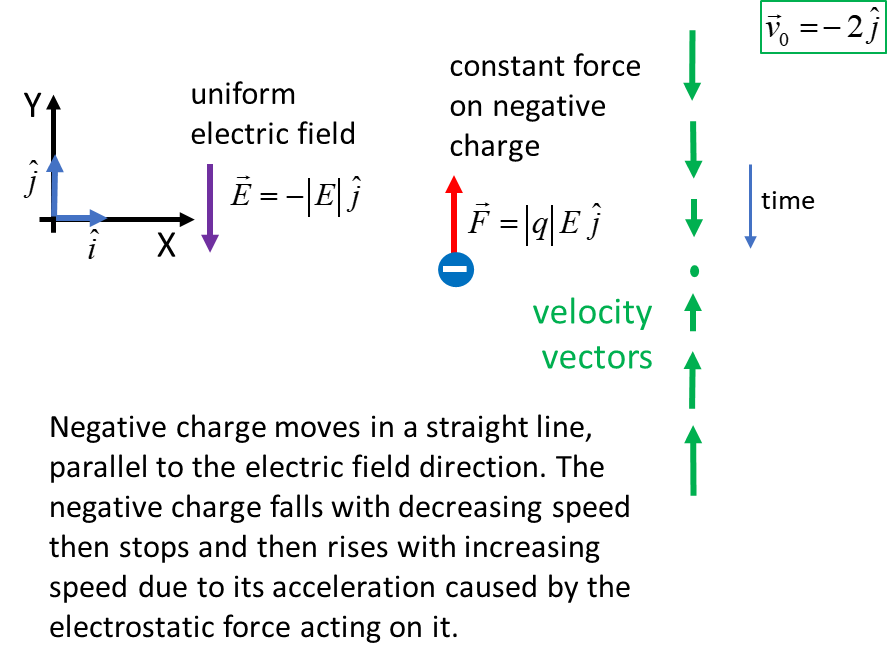 v⃗₀ = − 2 ĵ
constant force
on negative
charge
uniform
electric field
Y
ĵ
î
X
E⃗ = −|E| ĵ
F⃗ = |q| E ĵ
time
velocity
vectors
Negative charge moves in a straight line,
parallel to the electric field direction. The
negative charge falls with decreasing speed
then stops and then rises with increasing
speed due to its acceleration caused by the
electrostatic force acting on it.